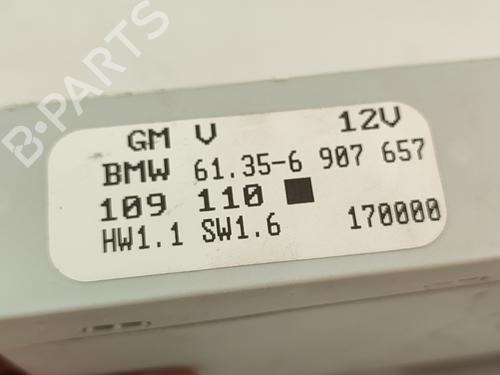 GM V 12V
BMW 61.35-6 907 657
109 110
HW1.1 SW1.6 170000
B-PARTS